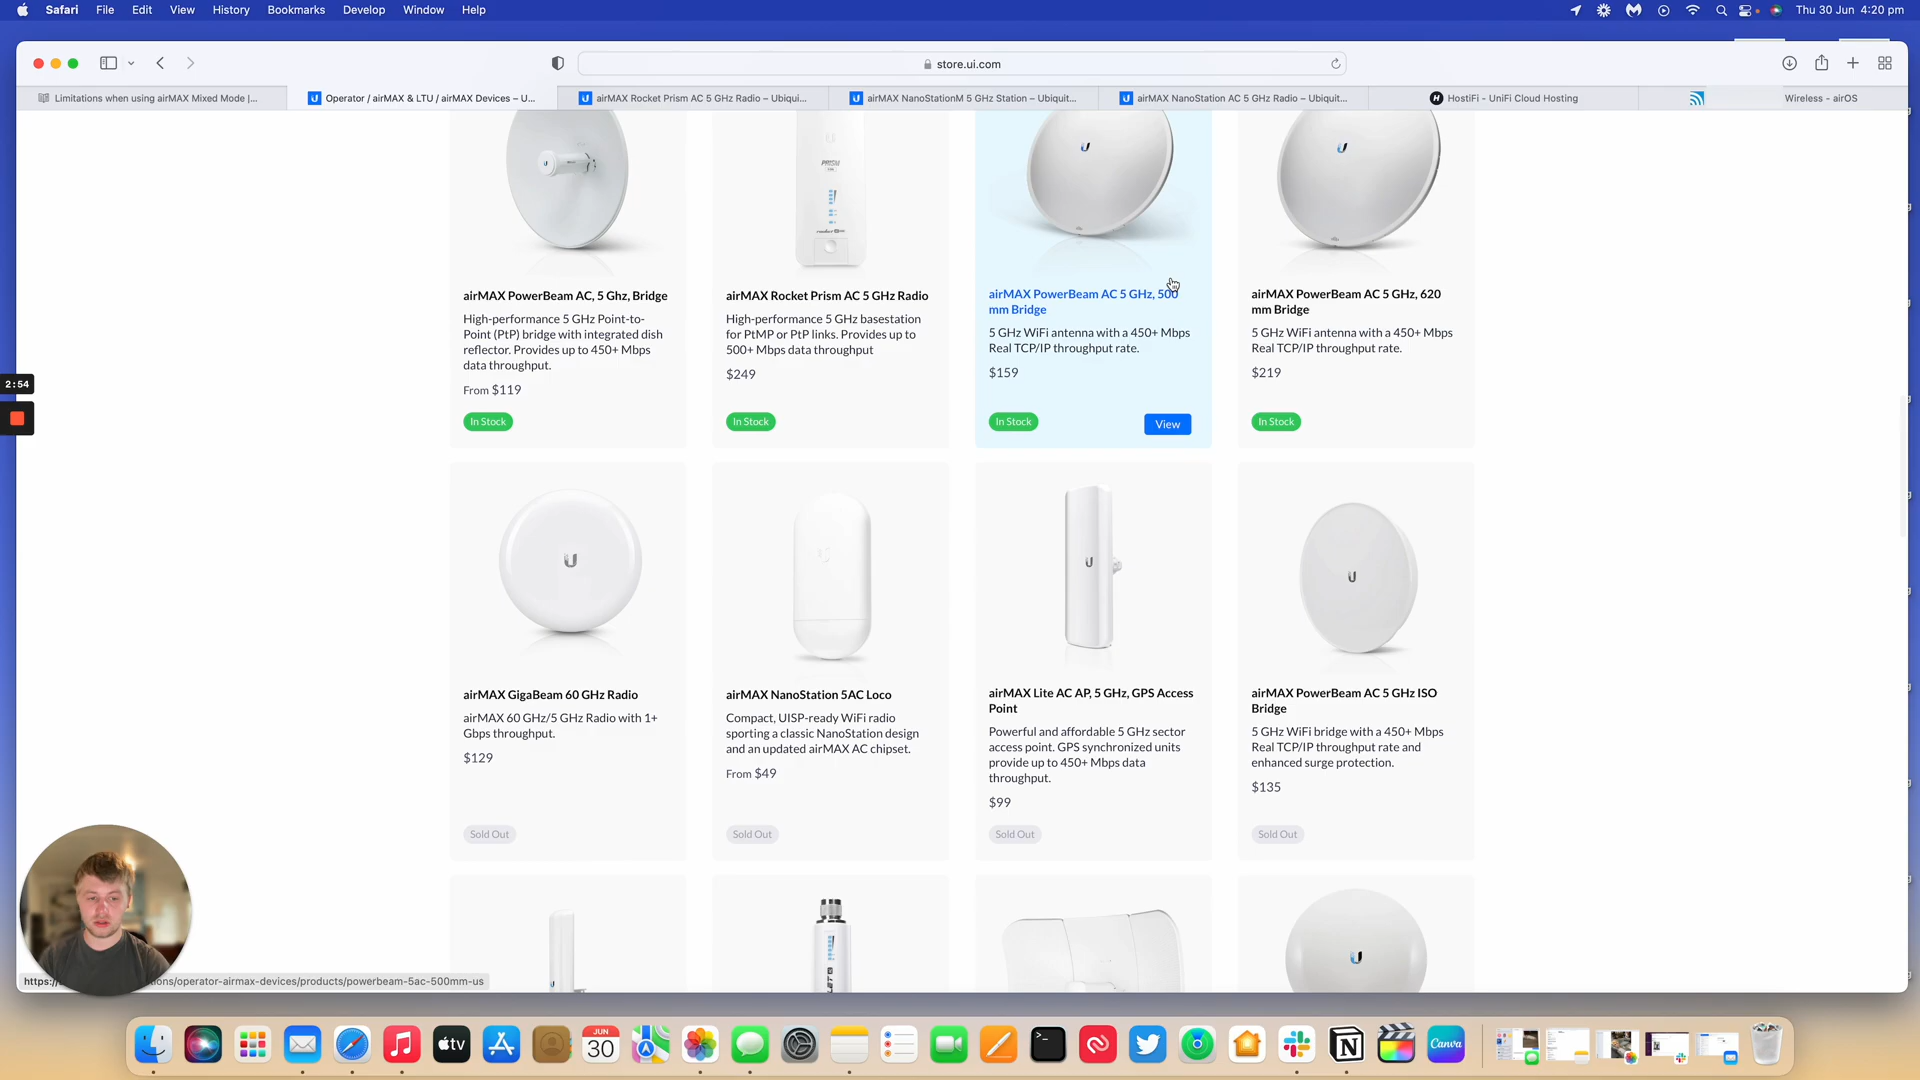 Safari File Edit View History Bookmarks Develop Window Help Thu 30 Jun 4:20 pm
store.ui.com
Limitations when using airMAX Mixed Mode |... Operator / airMAX & LTU / airMAX Devices – U... airMAX Rocket Prism AC 5 GHz Radio – Ubiqui... airMAX NanoStationM 5 GHz Station – Ubiquit... airMAX NanoStation AC 5 GHz Radio – Ubiquit... HostiFi - UniFi Cloud Hosting Wireless - airOS
PRISM
airMAX PowerBeam AC, 5 Ghz, Bridge
High-performance 5 GHz Point-to-
Point (PtP) bridge with integrated dish
reflector. Provides up to 450+ Mbps
data throughput.
From $119
In Stock
airMAX Rocket Prism AC 5 GHz Radio
High-performance 5 GHz basestation
for PtMP or PtP links. Provides up to
500+ Mbps data throughput
$249
In Stock
airMAX PowerBeam AC 5 GHz, 500
mm Bridge
5 GHz WiFi antenna with a 450+ Mbps
Real TCP/IP throughput rate.
$159
In Stock View
airMAX PowerBeam AC 5 GHz, 620
mm Bridge
5 GHz WiFi antenna with a 450+ Mbps
Real TCP/IP throughput rate.
$219
In Stock
2:54
airMAX GigaBeam 60 GHz Radio
airMAX 60 GHz/5 GHz Radio with 1+
Gbps throughput.
$129
Sold Out
airMAX NanoStation 5AC Loco
Compact, UISP-ready WiFi radio
sporting a classic NanoStation design
and an updated airMAX AC chipset.
From $49
Sold Out
airMAX Lite AC AP, 5 GHz, GPS Access
Point
Powerful and affordable 5 GHz sector
access point. GPS synchronized units
provide up to 450+ Mbps data
throughput.
$99
Sold Out
airMAX PowerBeam AC 5 GHz ISO
Bridge
5 GHz WiFi bridge with a 450+ Mbps
Real TCP/IP throughput rate and
enhanced surge protection.
$135
Sold Out
https:// ions/operator-airmax-devices/products/powerbeam-5ac-500mm-us
JUN
30
tv
Canva